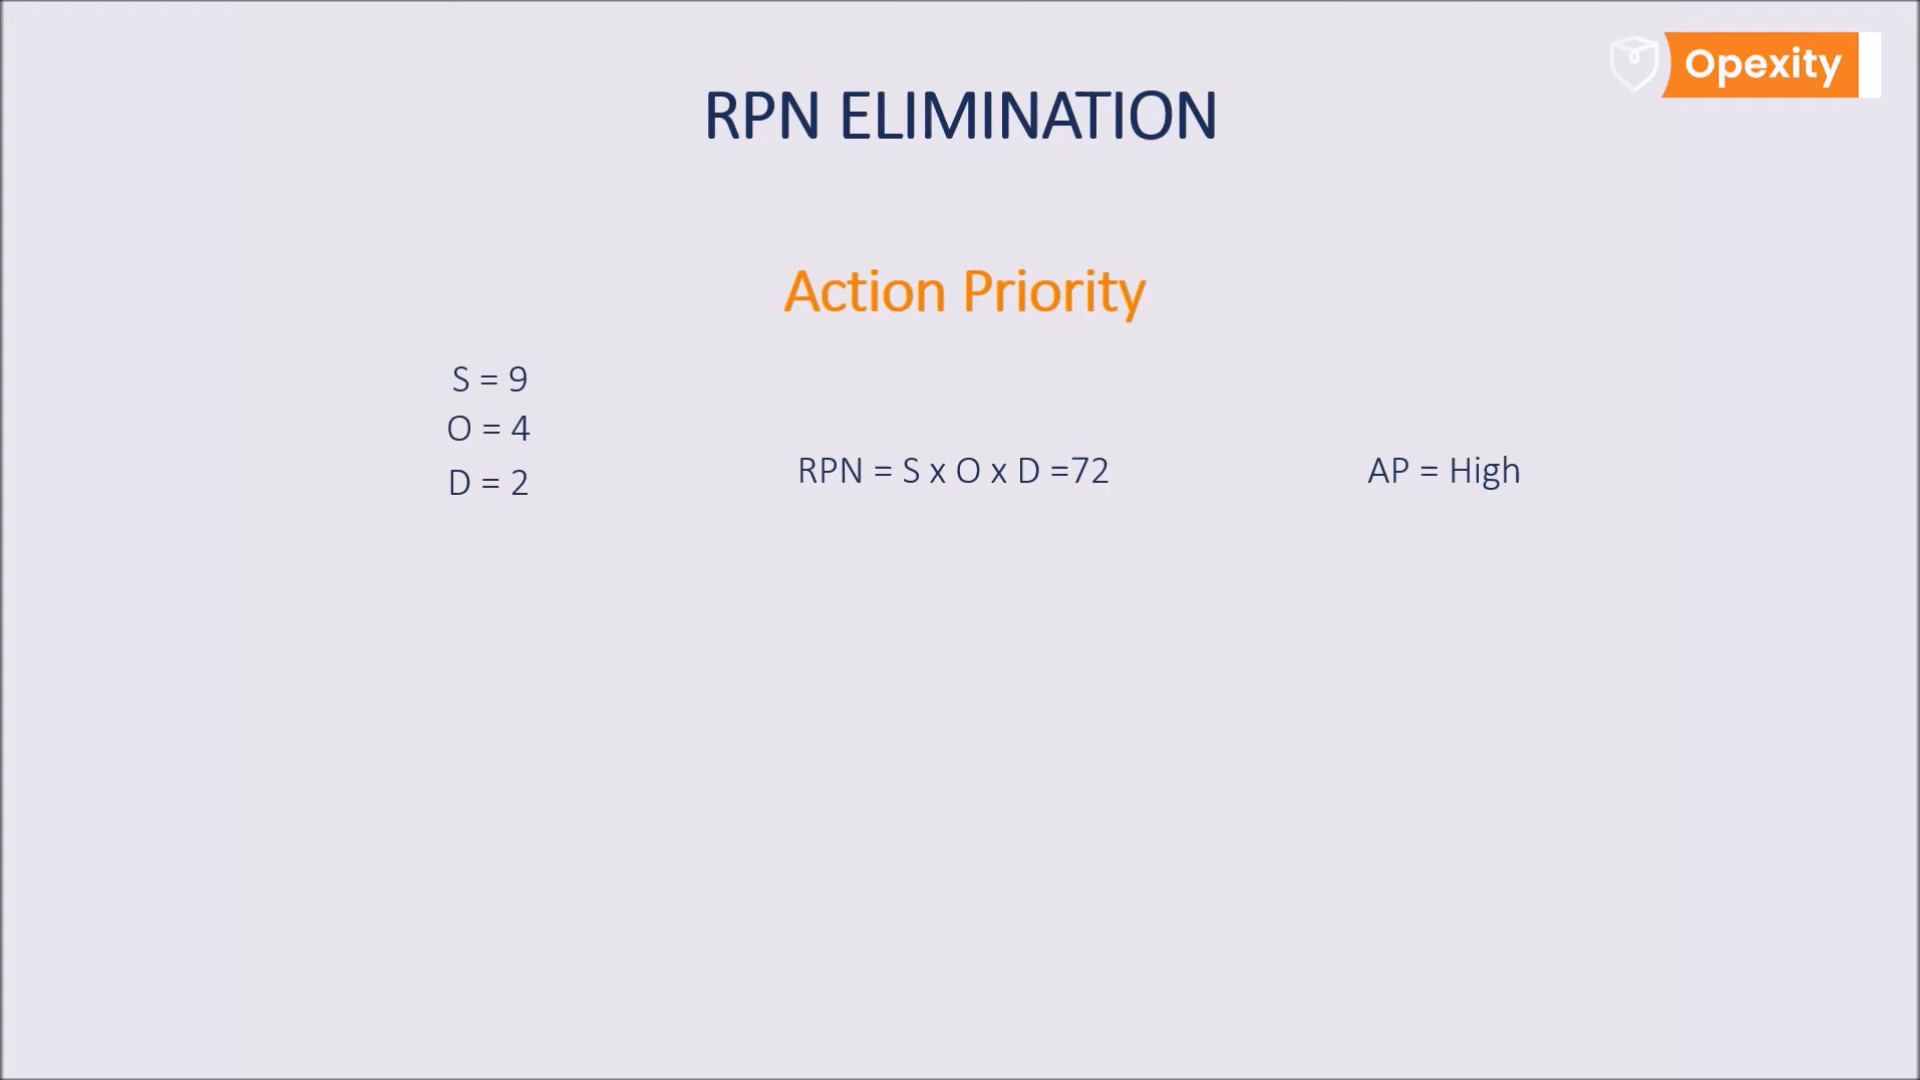 Opexity
RPN ELIMINATION
Action Priority
S = 9
O = 4
D = 2
RPN = S x O x D =72
AP = High